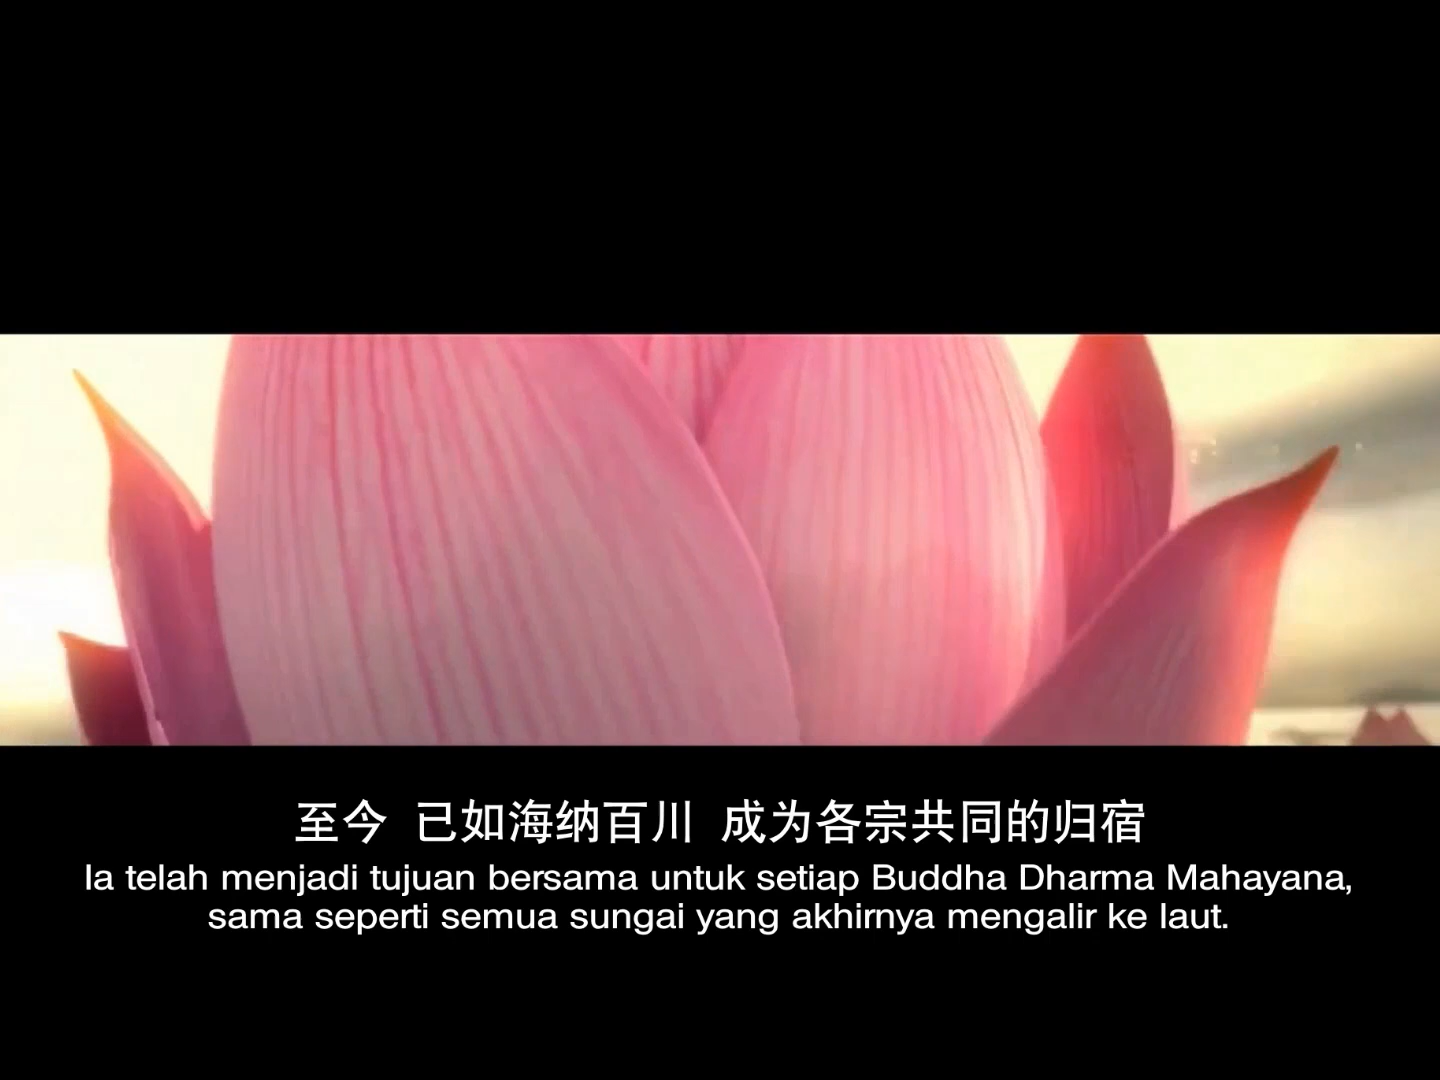 至今 已如海纳百川 成为各宗共同的归宿
Ia telah menjadi tujuan bersama untuk setiap Buddha Dharma Mahayana,
sama seperti semua sungai yang akhirnya mengalir ke laut.